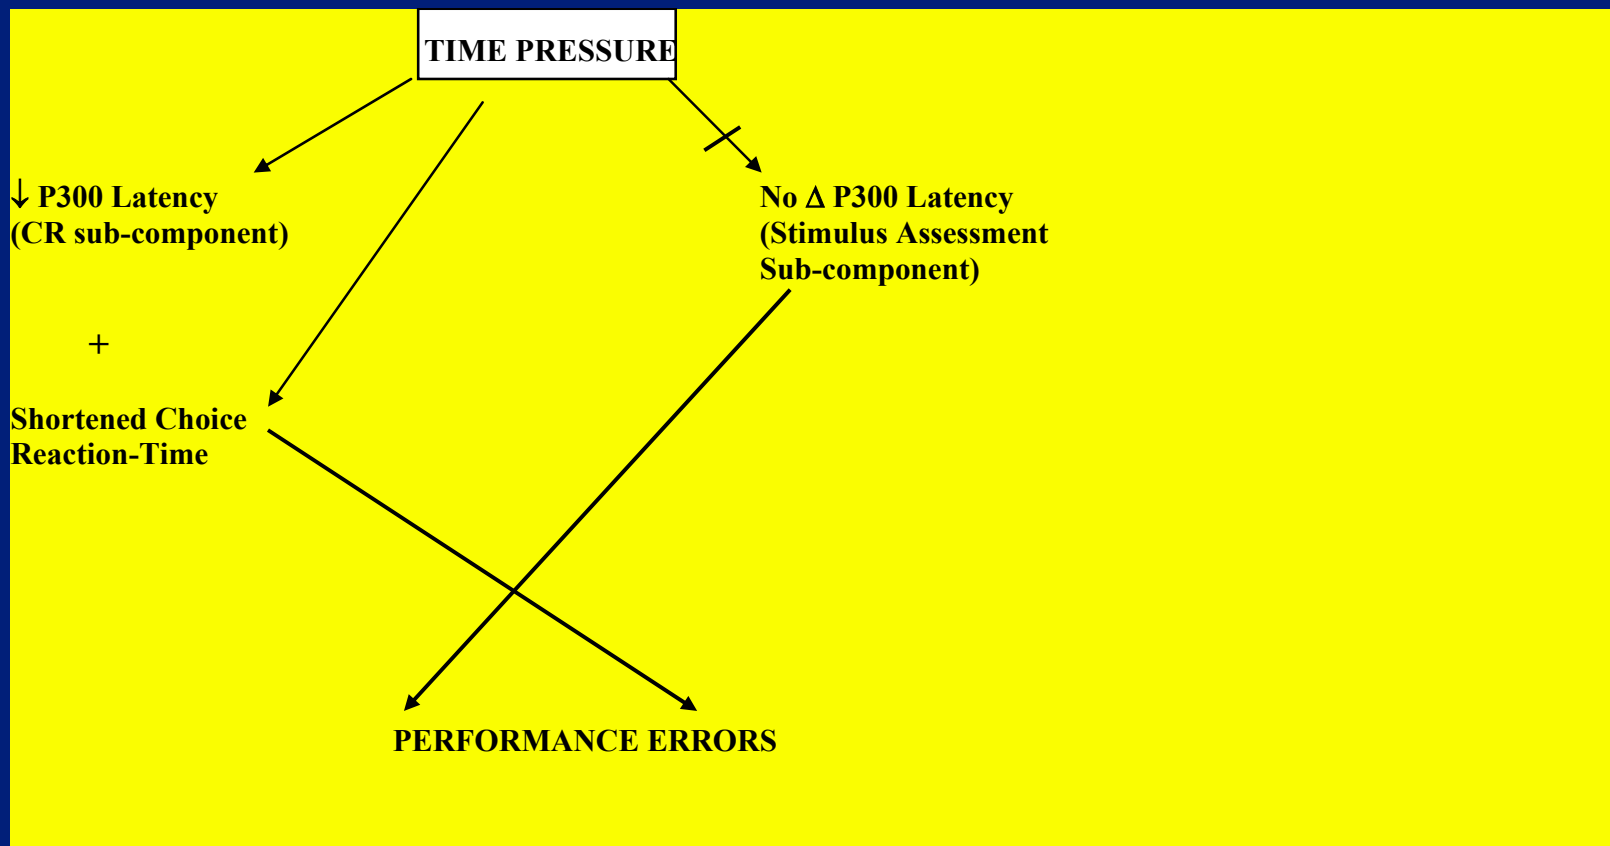 TIME PRESSURE
↓ P300 Latency
(CR sub-component)
No Δ P300 Latency
(Stimulus Assessment
Sub-component)
+
Shortened Choice
Reaction-Time
PERFORMANCE ERRORS